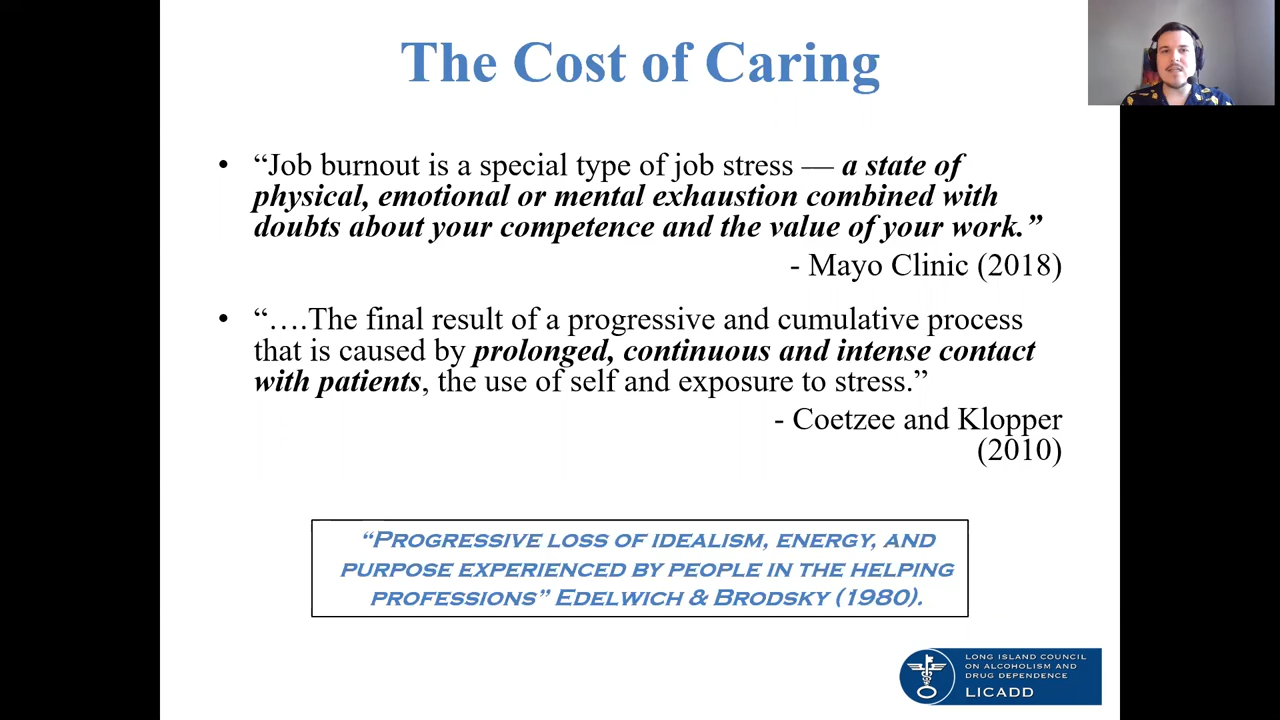 The Cost of Caring
• “Job burnout is a special type of job stress — a state of
physical, emotional or mental exhaustion combined with
doubts about your competence and the value of your work.”
- Mayo Clinic (2018)
• “….The final result of a progressive and cumulative process
that is caused by prolonged, continuous and intense contact
with patients, the use of self and exposure to stress.”
- Coetzee and Klopper
(2010)
“Progressive loss of idealism, energy, and
purpose experienced by people in the helping
professions” Edelwich & Brodsky (1980).
LONG ISLAND COUNCIL
ON ALCOHOLISM AND
DRUG DEPENDENCE
LICADD